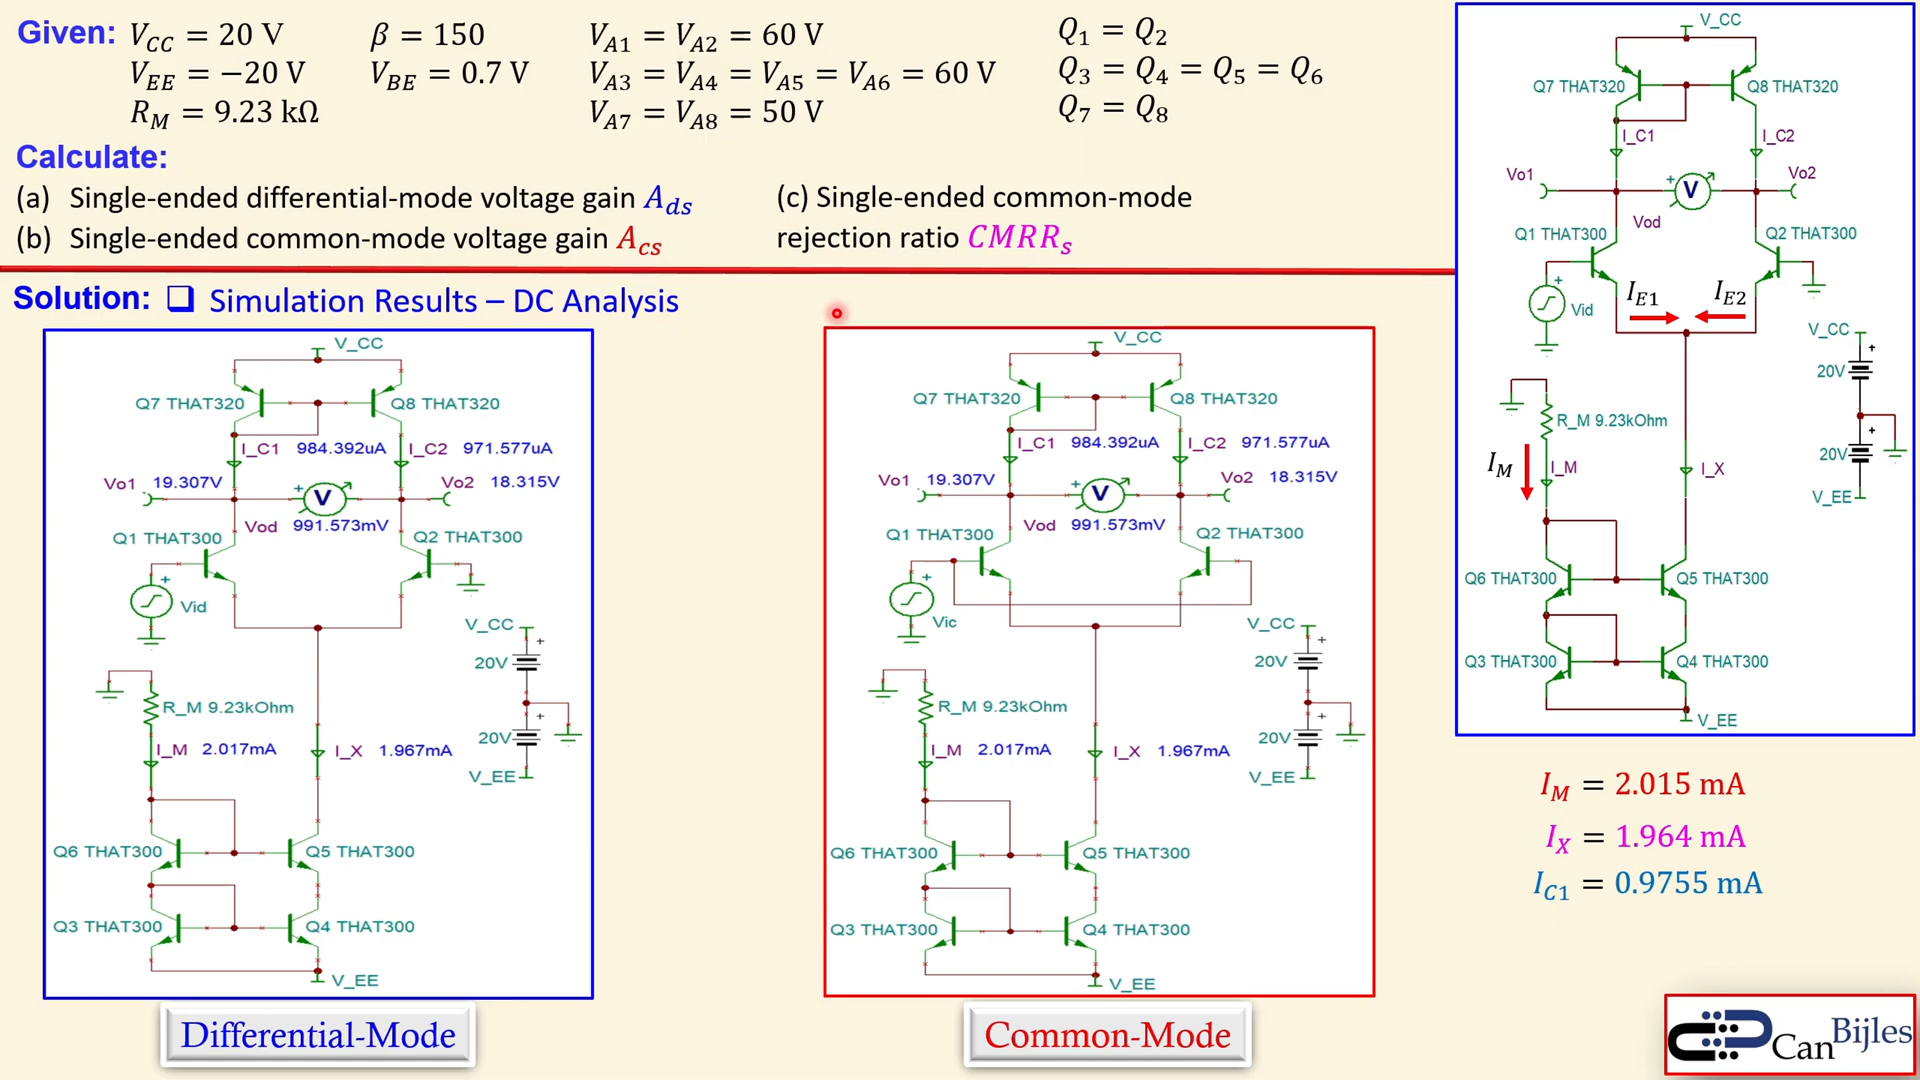 Given: V_CC = 20 V β = 150 V_A1 = V_A2 = 60 V Q_1 = Q_2
V_EE = −20 V V_BE = 0.7 V V_A3 = V_A4 = V_A5 = V_A6 = 60 V Q_3 = Q_4 = Q_5 = Q_6
R_M = 9.23 kΩ V_A7 = V_A8 = 50 V Q_7 = Q_8
Calculate:
(a) Single-ended differential-mode voltage gain A_ds
(b) Single-ended common-mode voltage gain A_cs
(c) Single-ended common-mode
rejection ratio CMRR_s
Solution: ❑ Simulation Results – DC Analysis
V_CC
Q7 THAT320 Q8 THAT320
I_C1 984.392uA I_C2 971.577uA
Vo1 19.307V V Vo2 18.315V
Vod 991.573mV
Q1 THAT300 Q2 THAT300
Vid
V_CC
20V
R_M 9.23kOhm
20V
I_M 2.017mA I_X 1.967mA
V_EE
Q6 THAT300 Q5 THAT300
Q3 THAT300 Q4 THAT300
V_EE
Differential-Mode
V_CC
Q7 THAT320 Q8 THAT320
I_C1 984.392uA I_C2 971.577uA
Vo1 19.307V V Vo2 18.315V
Vod 991.573mV
Q1 THAT300 Q2 THAT300
Vic
V_CC
20V
R_M 9.23kOhm
20V
I_M 2.017mA I_X 1.967mA
V_EE
Q6 THAT300 Q5 THAT300
Q3 THAT300 Q4 THAT300
V_EE
Common-Mode
V_CC
Q7 THAT320 Q8 THAT320
I_C1 I_C2
Vo1 V Vo2
Vod
Q1 THAT300 Q2 THAT300
I_E1 I_E2
Vid
V_CC
20V
R_M 9.23kOhm
20V
I_M I_M I_X
V_EE
Q6 THAT300 Q5 THAT300
Q3 THAT300 Q4 THAT300
V_EE
I_M = 2.015 mA
I_X = 1.964 mA
I_C1 = 0.9755 mA
CanBijles